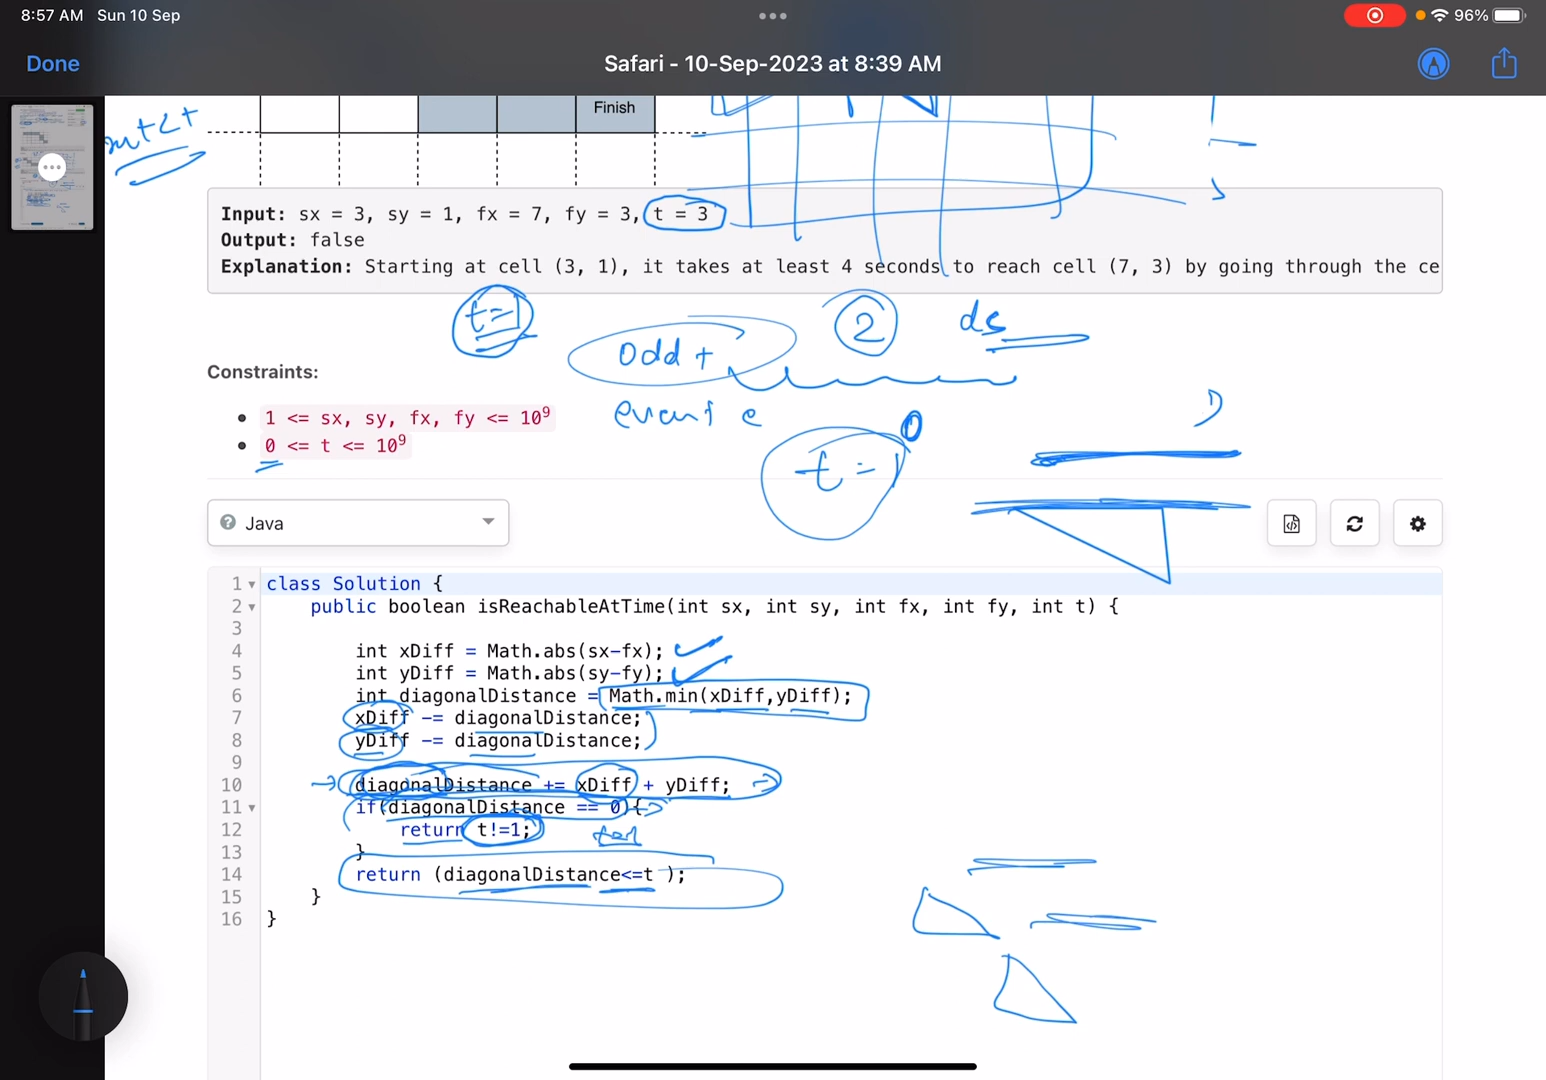 8:57 AM Sun 10 Sep
96%
Done
Safari - 10-Sep-2023 at 8:39 AM
Finish
Input: sx = 3, sy = 1, fx = 7, fy = 3, t = 3
Output: false
Explanation: Starting at cell (3, 1), it takes at least 4 seconds to reach cell (7, 3) by going through the ce
t=1
2
ds
odd +
Constraints:
1 <= sx, sy, fx, fy <= 10⁹
0 <= t <= 10⁹
even + e
t = 1
0
Java
1 class Solution {
2 public boolean isReachableAtTime(int sx, int sy, int fx, int fy, int t) {
3
4 int xDiff = Math.abs(sx-fx);
5 int yDiff = Math.abs(sy-fy);
6 int diagonalDistance = Math.min(xDiff,yDiff);
7 xDiff -= diagonalDistance;
8 yDiff -= diagonalDistance;
9
10 diagonalDistance += xDiff + yDiff;
11 if(diagonalDistance == 0){
12 return t!=1;
13 }
14 return (diagonalDistance<=t );
15 }
16 }